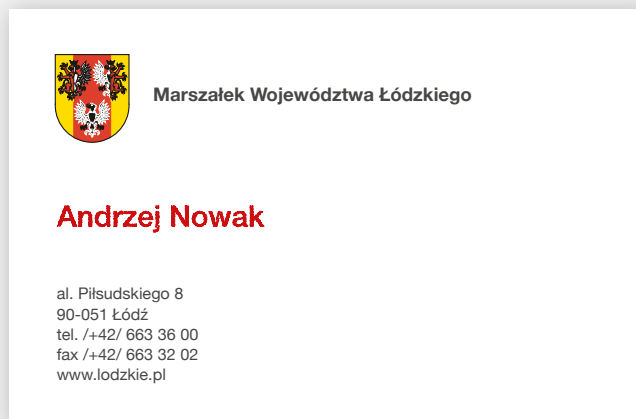 Marszałek Województwa Łódzkiego
Andrzej Nowak
al. Piłsudskiego 8
90-051 Łódź
tel. /+42/ 663 36 00
fax /+42/ 663 32 02
www.lodzkie.pl